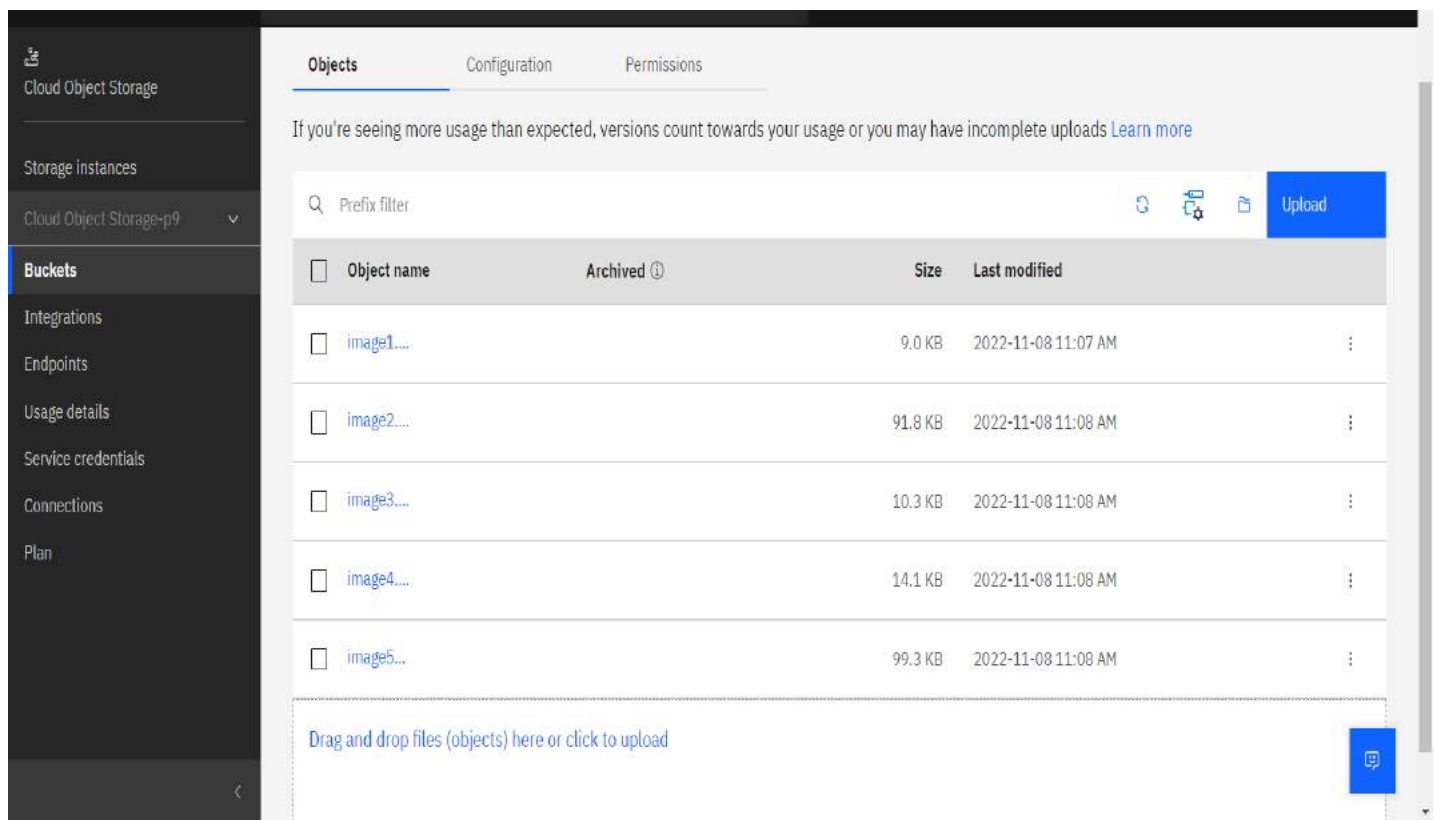 Cloud Object Storage
Storage instances
Cloud Object Storage-p9
Buckets
Integrations
Endpoints
Usage details
Service credentials
Connections
Plan
Objects Configuration Permissions
If you're seeing more usage than expected, versions count towards your usage or you may have incomplete uploads Learn more
Prefix filter Upload
Object name Archived Size Last modified
image1.... 9.0 KB 2022-11-08 11:07 AM
image2.... 91.8 KB 2022-11-08 11:08 AM
image3.... 10.3 KB 2022-11-08 11:08 AM
image4.... 14.1 KB 2022-11-08 11:08 AM
image5... 99.3 KB 2022-11-08 11:08 AM
Drag and drop files (objects) here or click to upload